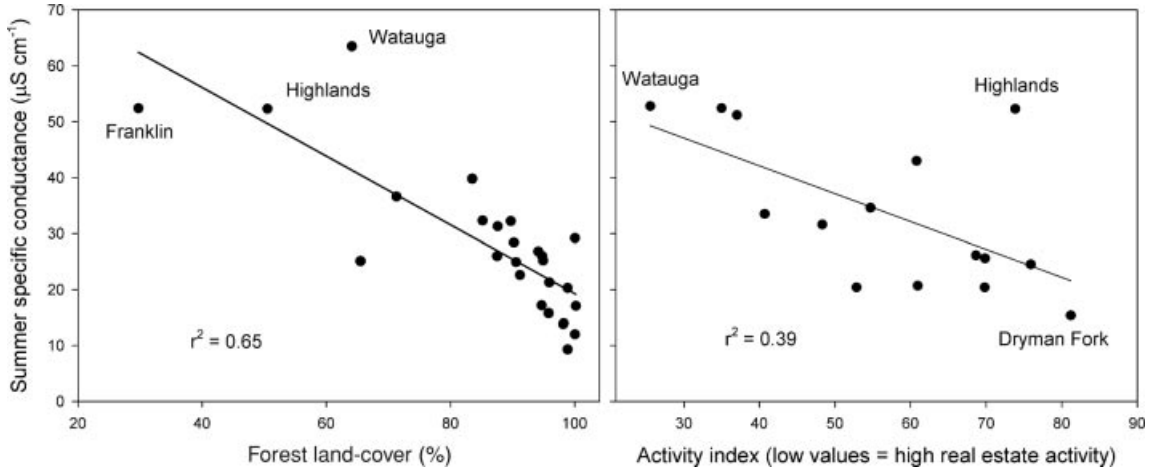 Summer specific conductance (µS cm⁻¹)
70
60
50
40
30
20
10
0
Watauga
Highlands
Franklin
r² = 0.65
20
40
60
80
100
Forest land-cover (%)
Watauga
Highlands
Dryman Fork
r² = 0.39
30
40
50
60
70
80
90
Activity index (low values = high real estate activity)